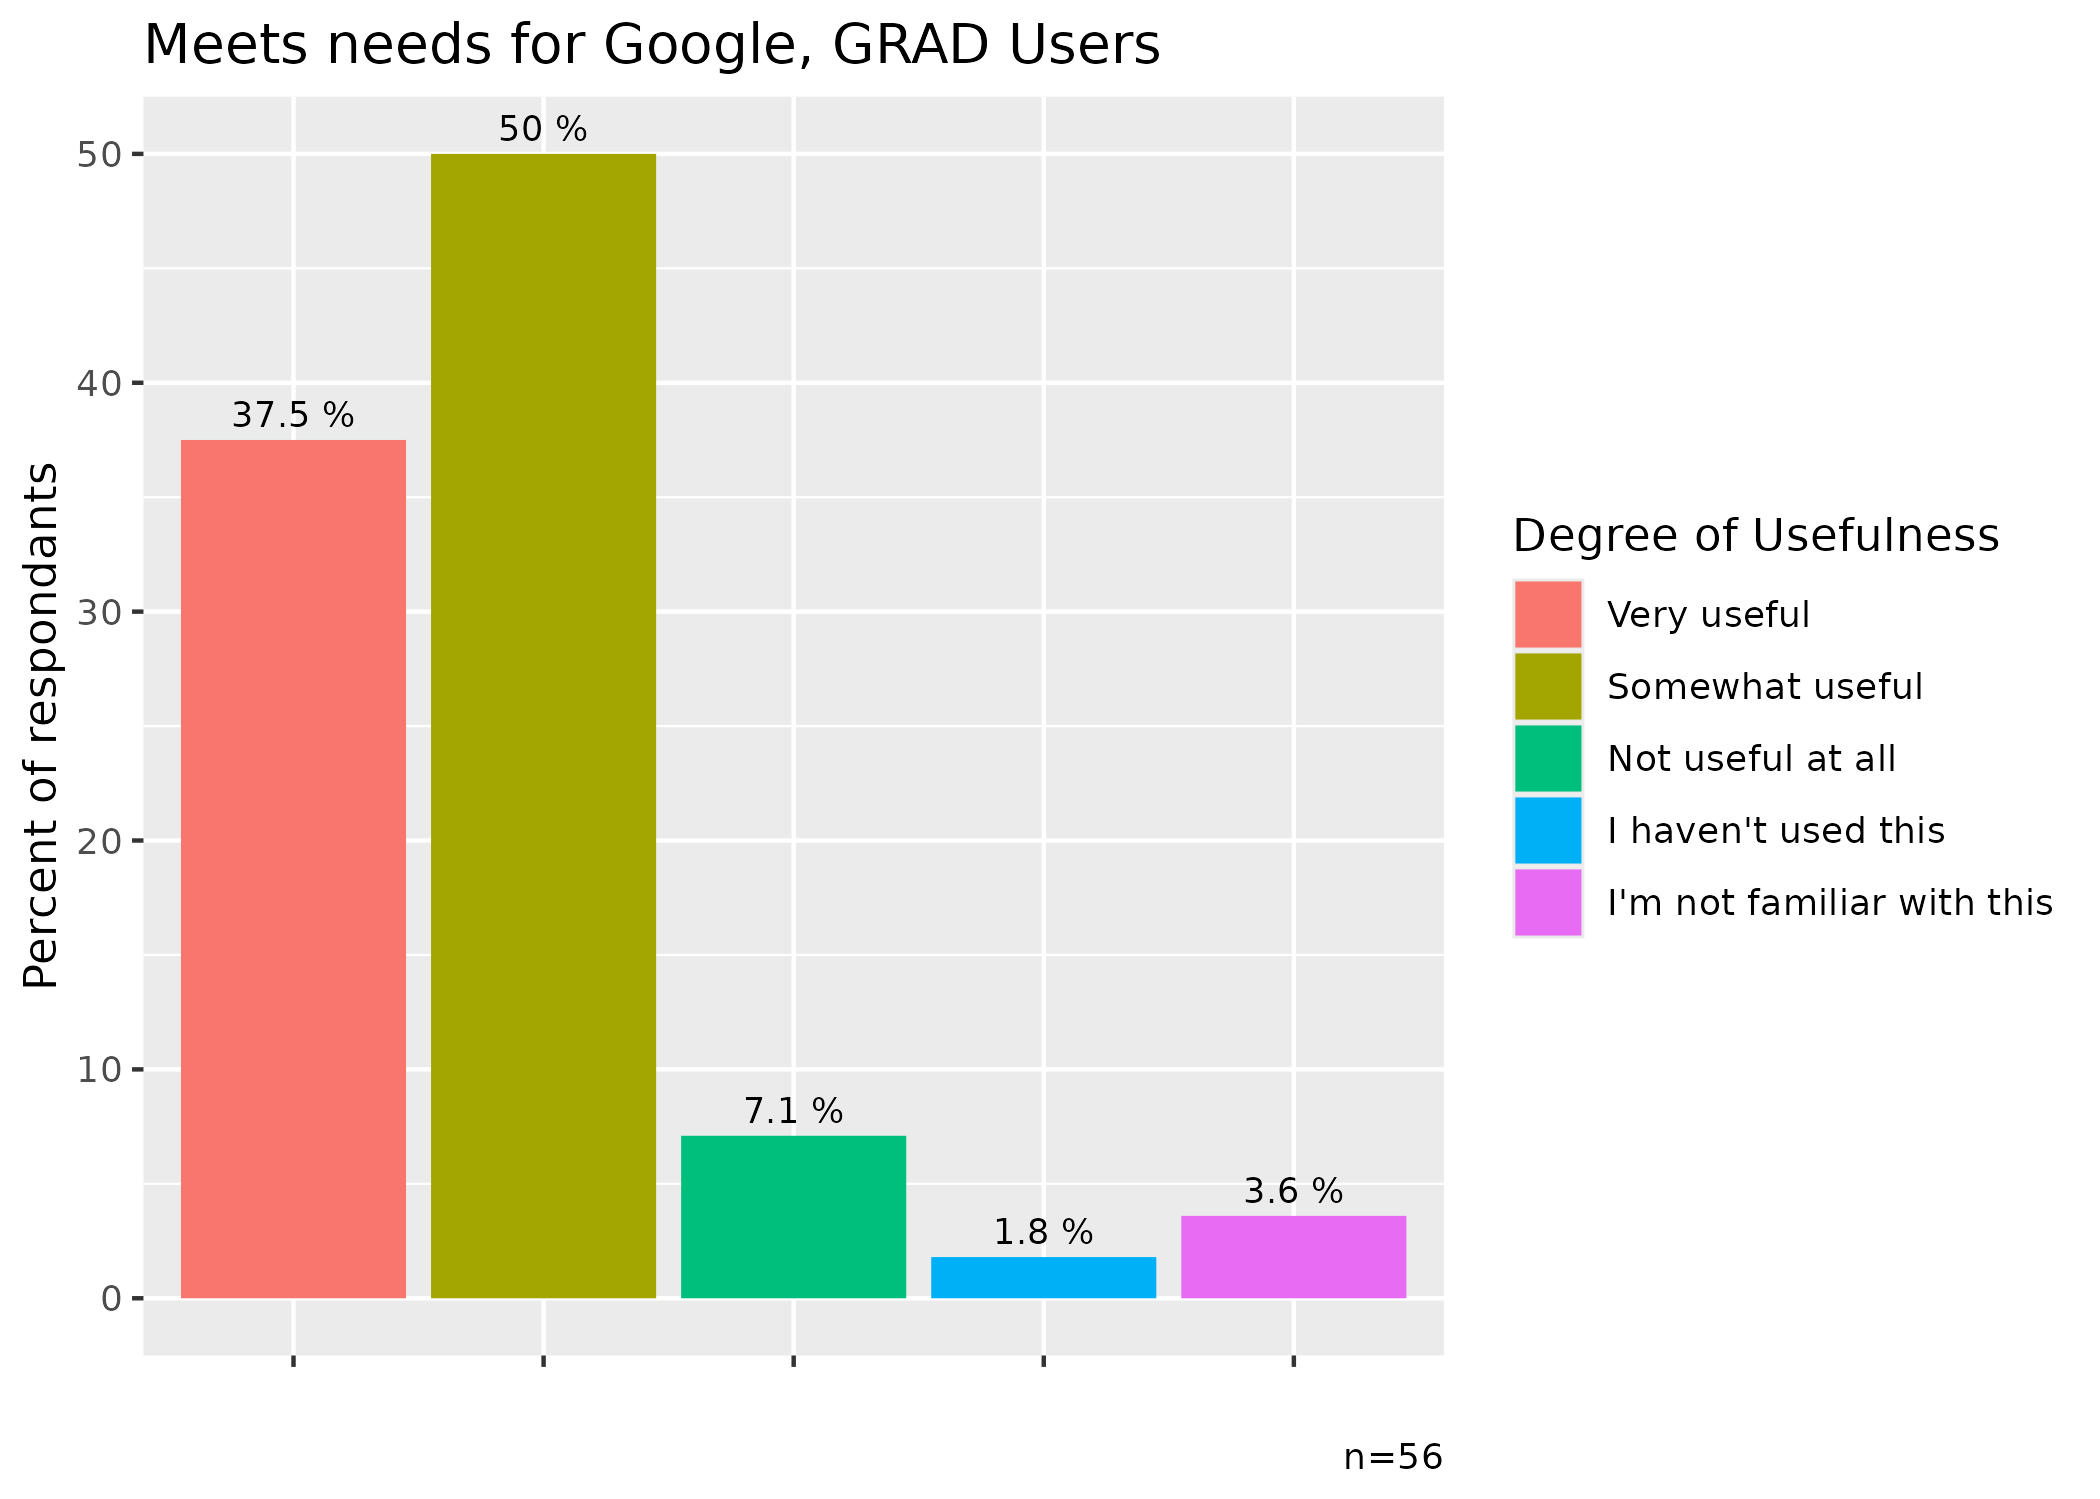 Meets needs for Google, GRAD Users
Percent of respondants
50
40
30
20
10
0
37.5 %
50 %
7.1 %
1.8 %
3.6 %
Degree of Usefulness
Very useful
Somewhat useful
Not useful at all
I haven't used this
I'm not familiar with this
n=56